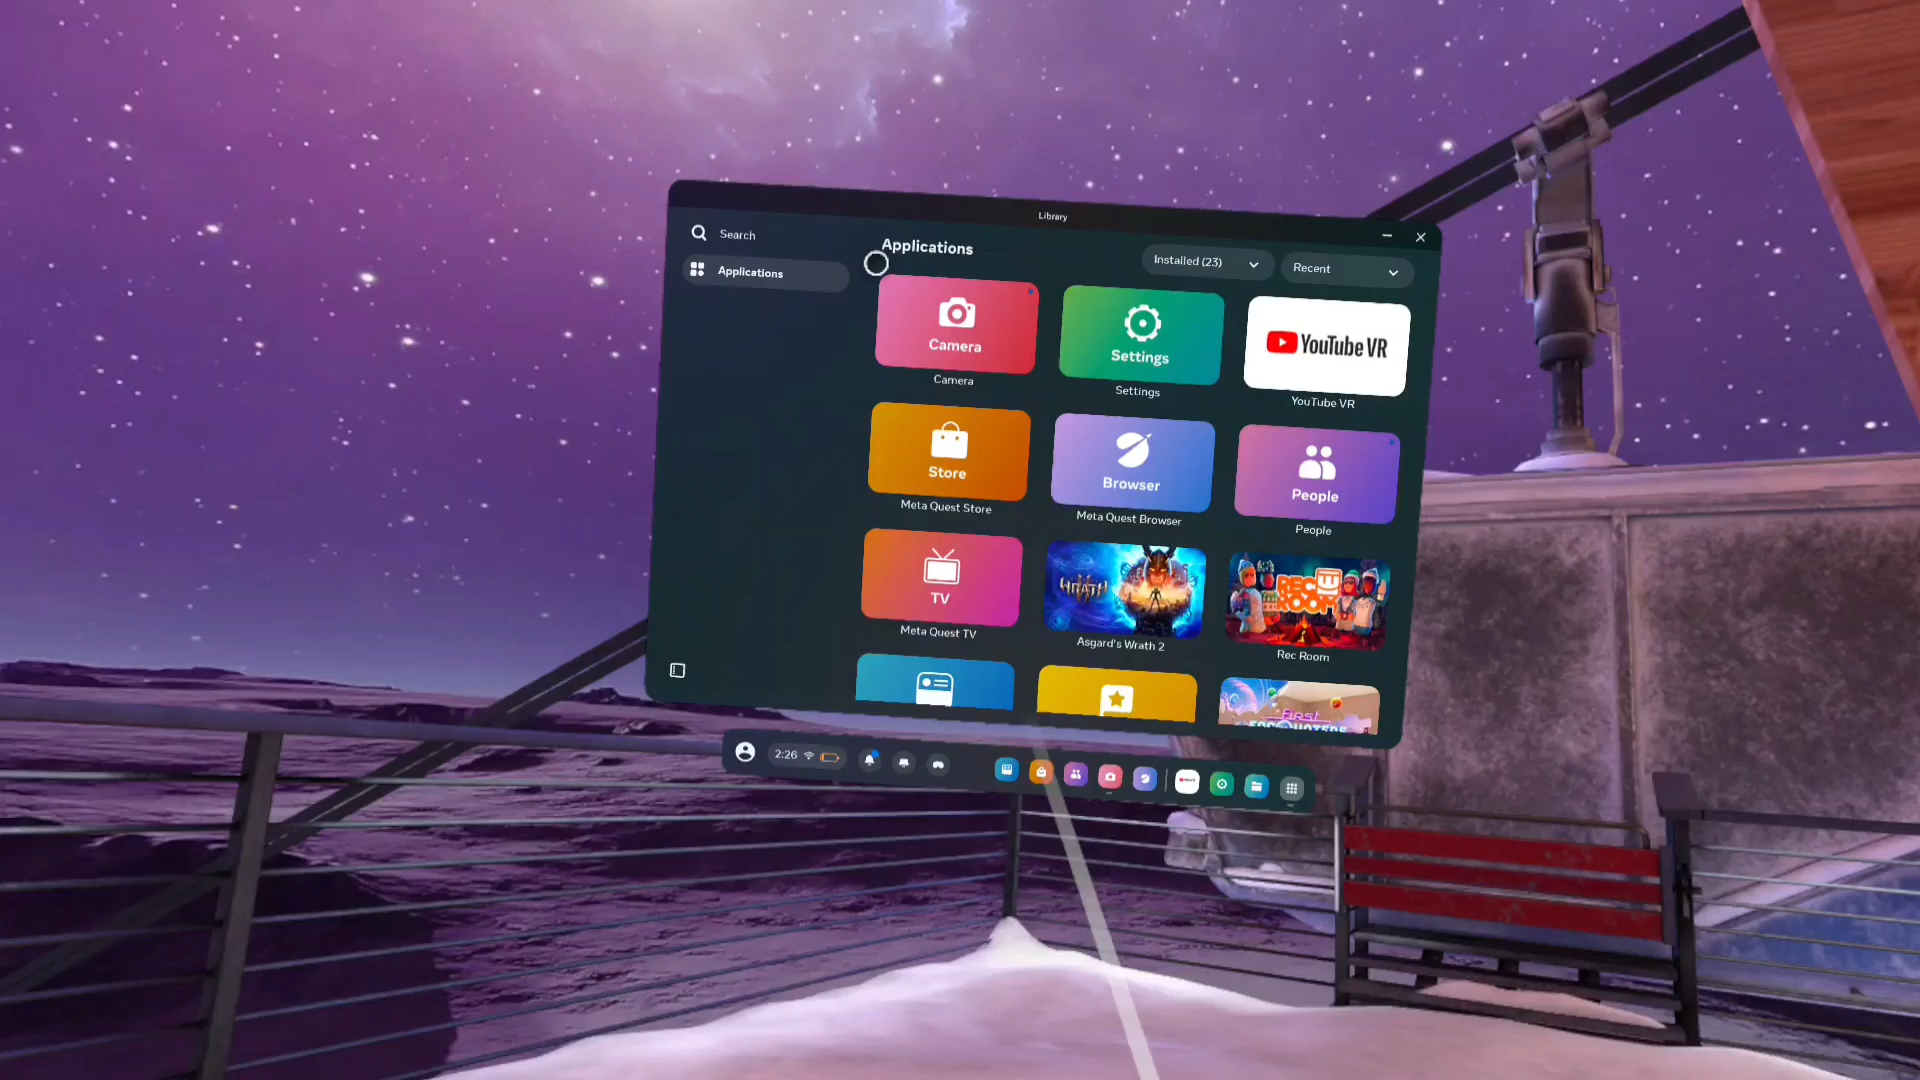 Library
Search
Applications
Applications
Installed (23)
Recent
Camera
Camera
Settings
Settings
YouTube VR
YouTube VR
Store
Meta Quest Store
Browser
Meta Quest Browser
People
People
TV
Meta Quest TV
WRATH
Asgard's Wrath 2
REC ROOM
Rec Room
FIRST
2:26